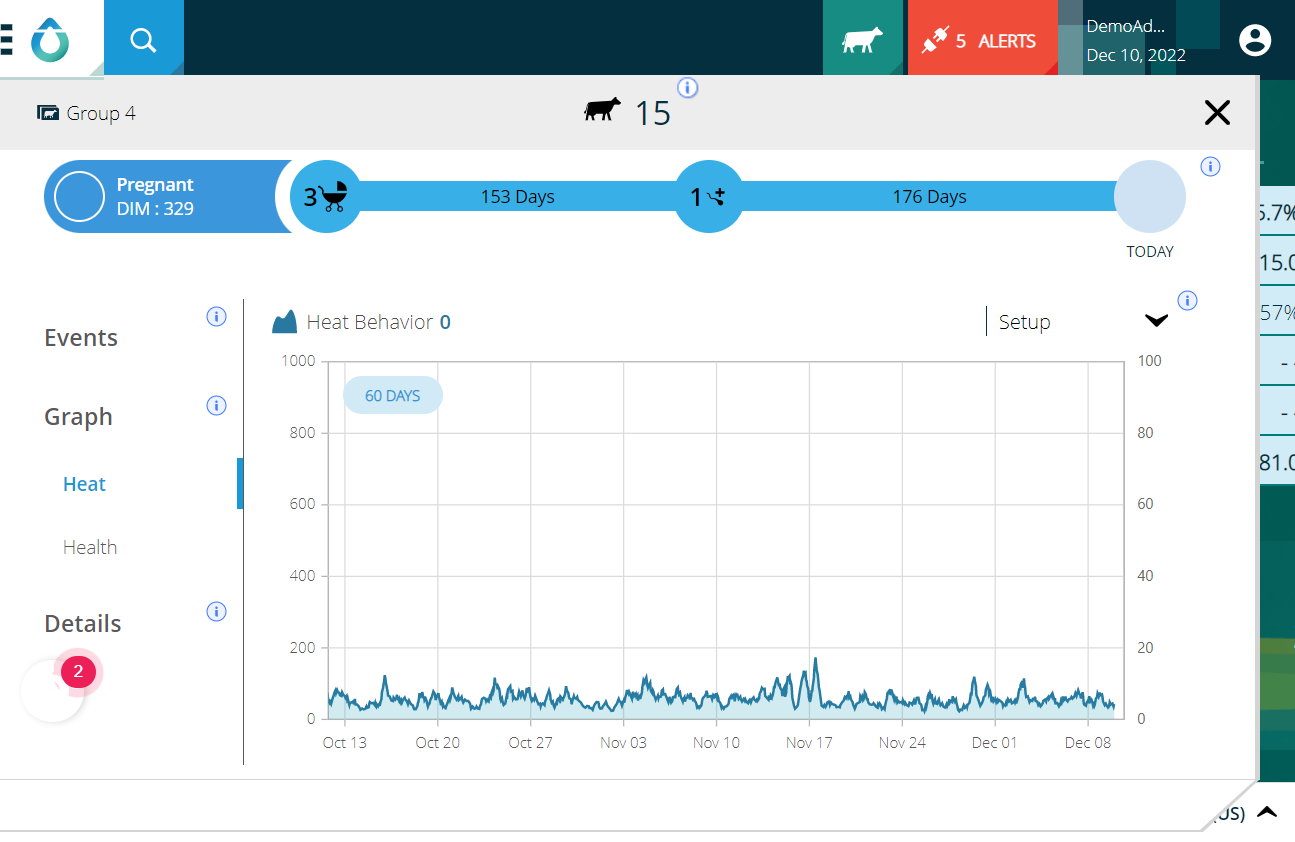 5 ALERTS
DemoAd...
Dec 10, 2022
Group 4
15
Pregnant
DIM : 329
3
153 Days
1
176 Days
TODAY
5.7%
15.0
57%
- -
- -
81.0
Events
Graph
Heat
Health
Details
2
Heat Behavior 0
Setup
60 DAYS
1000
800
600
400
200
0
100
80
60
40
20
0
Oct 13
Oct 20
Oct 27
Nov 03
Nov 10
Nov 17
Nov 24
Dec 01
Dec 08
(US)